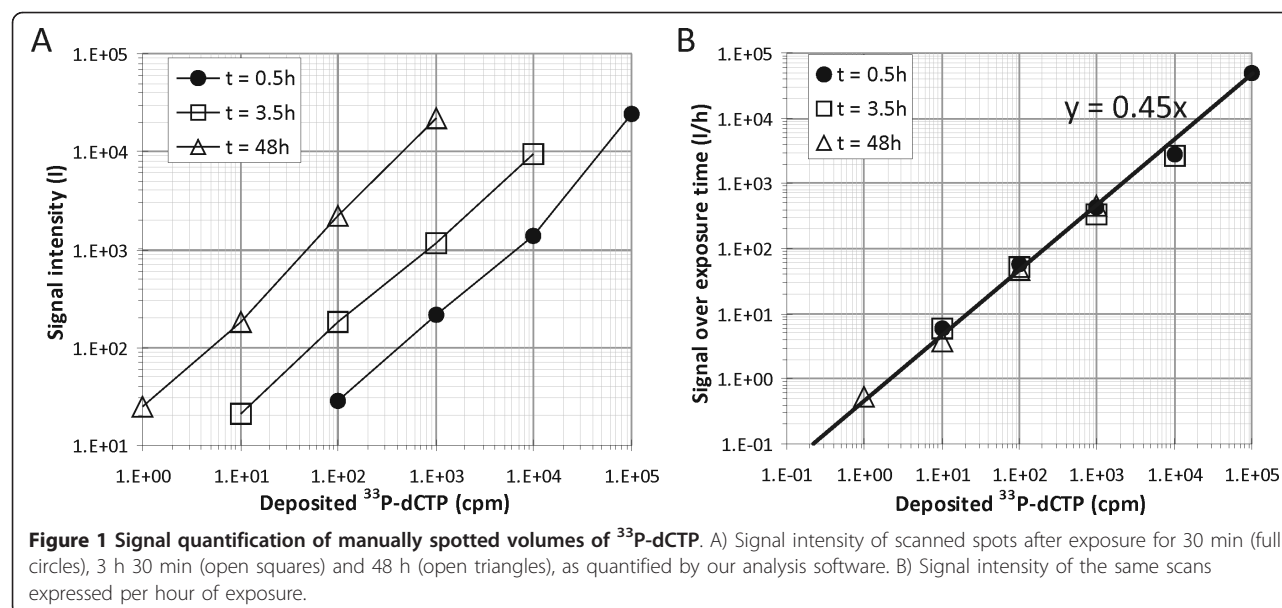 A
1.E+05
1.E+04
1.E+03
1.E+02
1.E+01
Signal intensity (I)
t = 0.5h
t = 3.5h
t = 48h
1.E+00 1.E+01 1.E+02 1.E+03 1.E+04 1.E+05
Deposited ³³P-dCTP (cpm)
B
1.E+05
1.E+04
1.E+03
1.E+02
1.E+01
1.E+00
1.E-01
Signal over exposure time (I/h)
t = 0.5h
t = 3.5h
t = 48h
y = 0.45x
1.E-01 1.E+00 1.E+01 1.E+02 1.E+03 1.E+04 1.E+05
Deposited ³³P-dCTP (cpm)
Figure 1 Signal quantification of manually spotted volumes of ³³P-dCTP. A) Signal intensity of scanned spots after exposure for 30 min (full
circles), 3 h 30 min (open squares) and 48 h (open triangles), as quantified by our analysis software. B) Signal intensity of the same scans
expressed per hour of exposure.